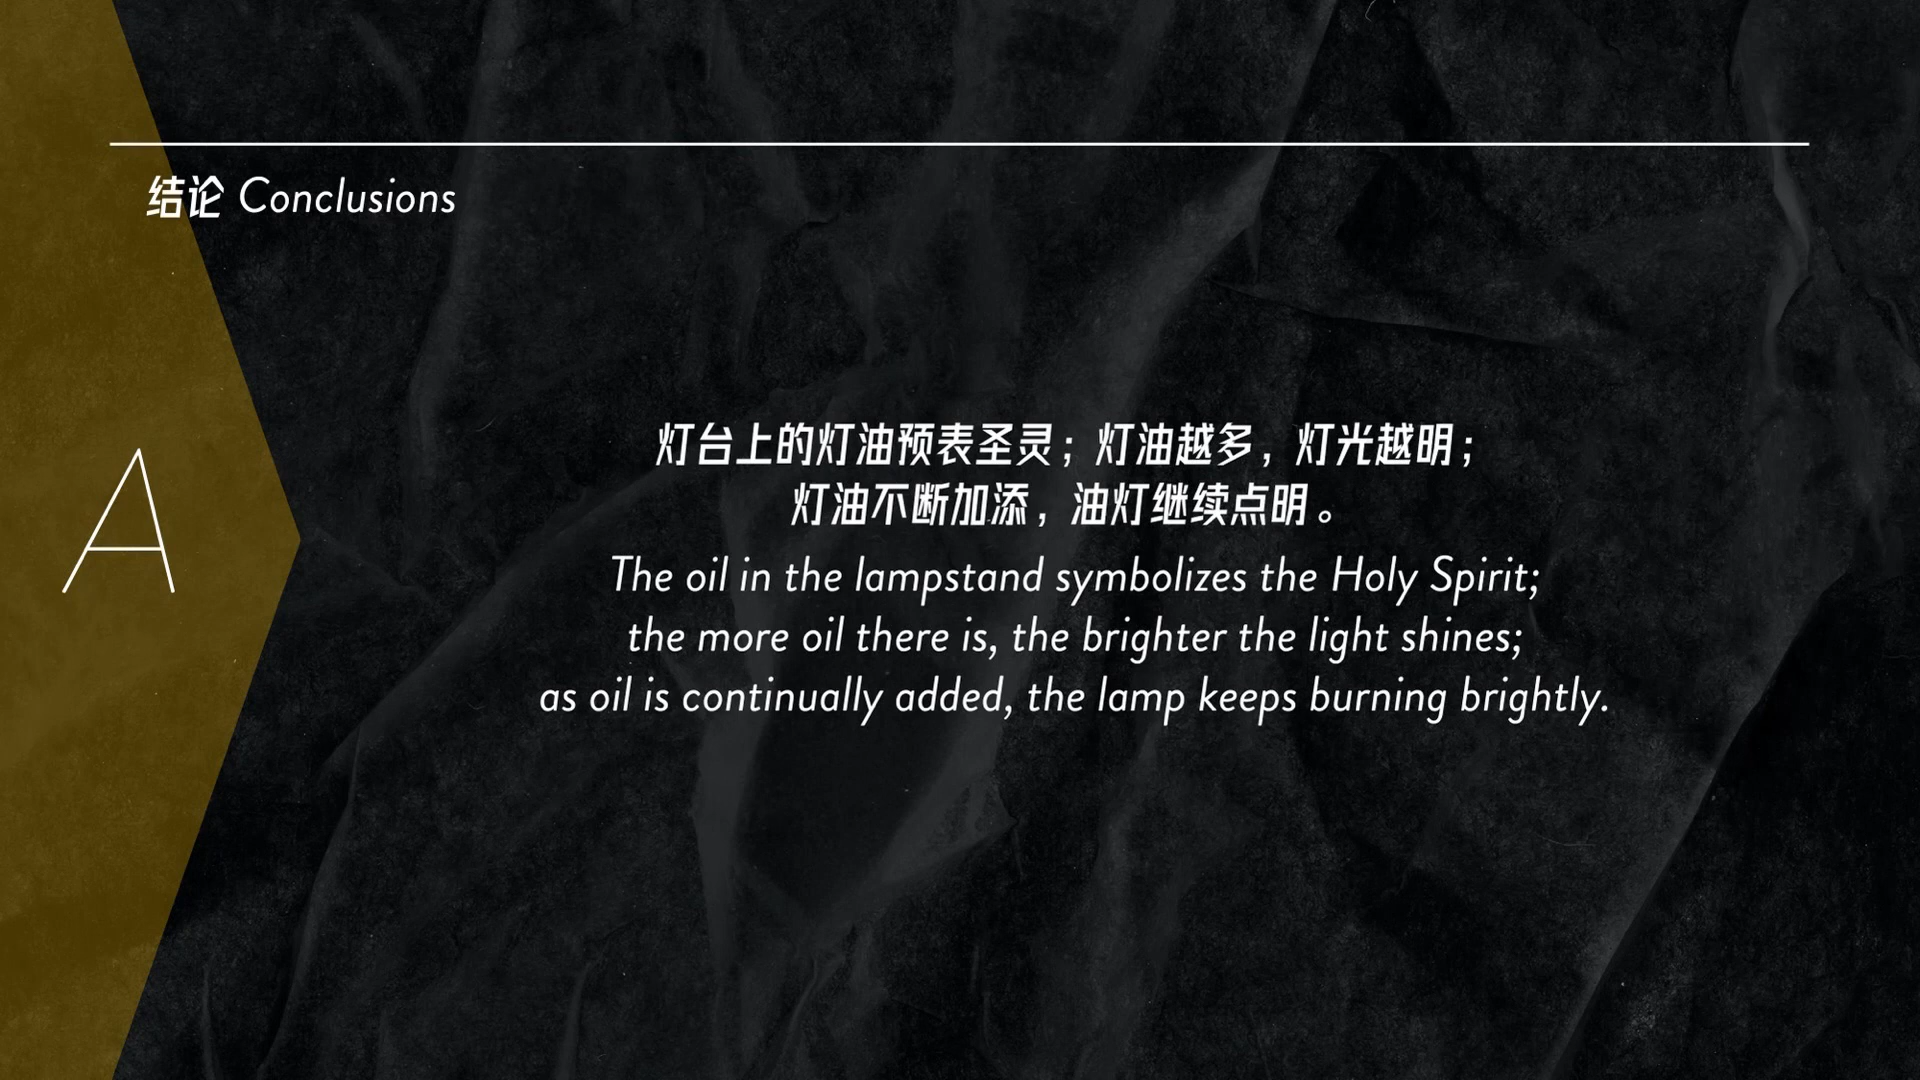 结论 Conclusions
A
灯台上的灯油预表圣灵；灯油越多，灯光越明；
灯油不断加添，油灯继续点明。
The oil in the lampstand symbolizes the Holy Spirit;
the more oil there is, the brighter the light shines;
as oil is continually added, the lamp keeps burning brightly.